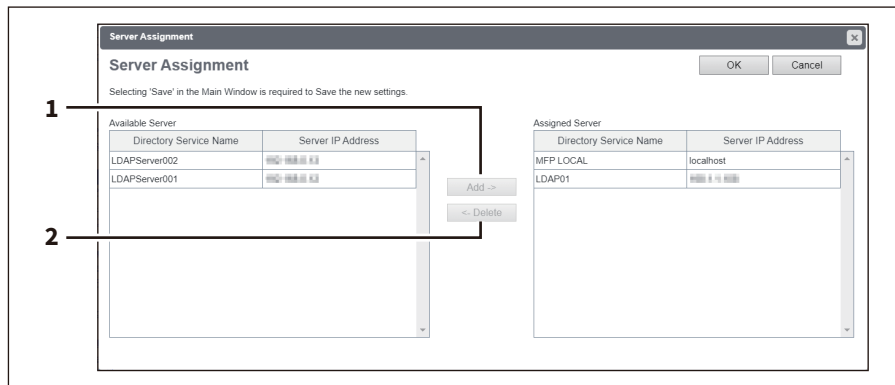 Server Assignment
Server Assignment
OK Cancel
Selecting 'Save' in the Main Window is required to Save the new settings.
1
Available Server Assigned Server
Directory Service Name Server IP Address Directory Service Name Server IP Address
LDAPServer002 MFP LOCAL localhost
LDAPServer001 LDAP01
Add ->
<- Delete
2